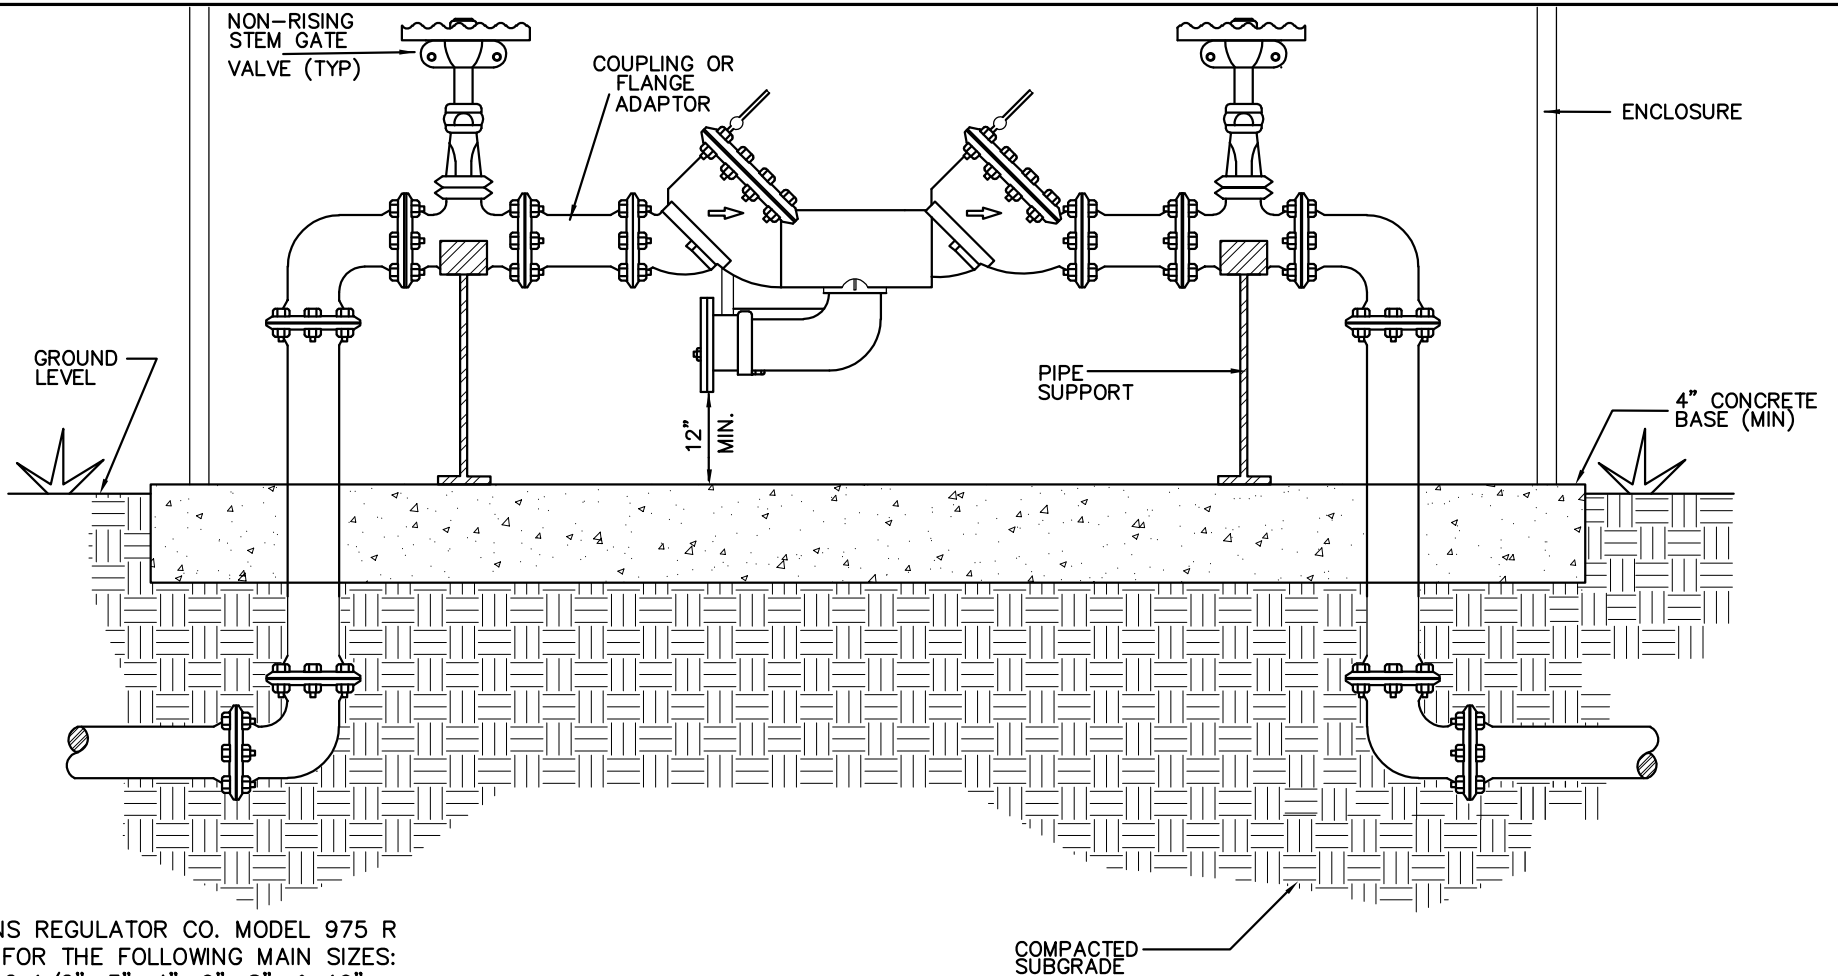 NON-RISING
STEM GATE
VALVE (TYP)
COUPLING OR
FLANGE
ADAPTOR
ENCLOSURE
GROUND
LEVEL
PIPE
SUPPORT
12"
MIN.
4" CONCRETE
BASE (MIN)
REGULATOR CO. MODEL 975 R
FOR THE FOLLOWING MAIN SIZES:
COMPACTED
SUBGRADE